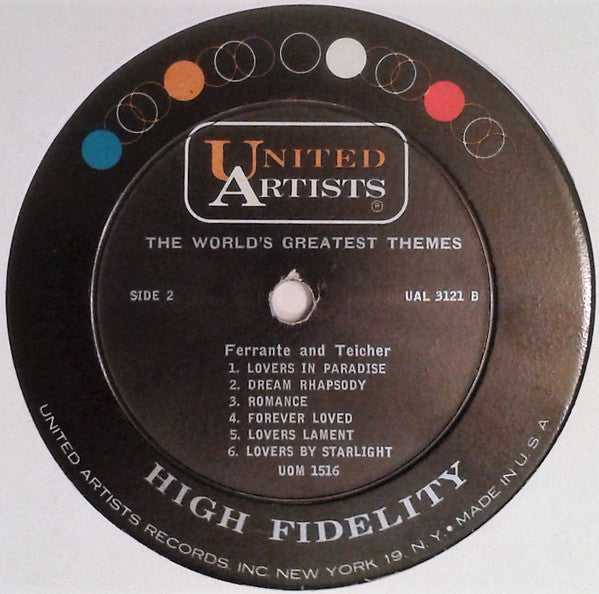 UNITED
ARTISTS
®
THE WORLD'S GREATEST THEMES
SIDE 2
UAL 3121 B
Ferrante and Teicher
1. LOVERS IN PARADISE
2. DREAM RHAPSODY
3. ROMANCE
4. FOREVER LOVED
5. LOVERS LAMENT
6. LOVERS BY STARLIGHT
UOM 1516
HIGH FIDELITY
UNITED ARTISTS RECORDS, INC. NEW YORK 19, N.Y. • MADE IN U S A